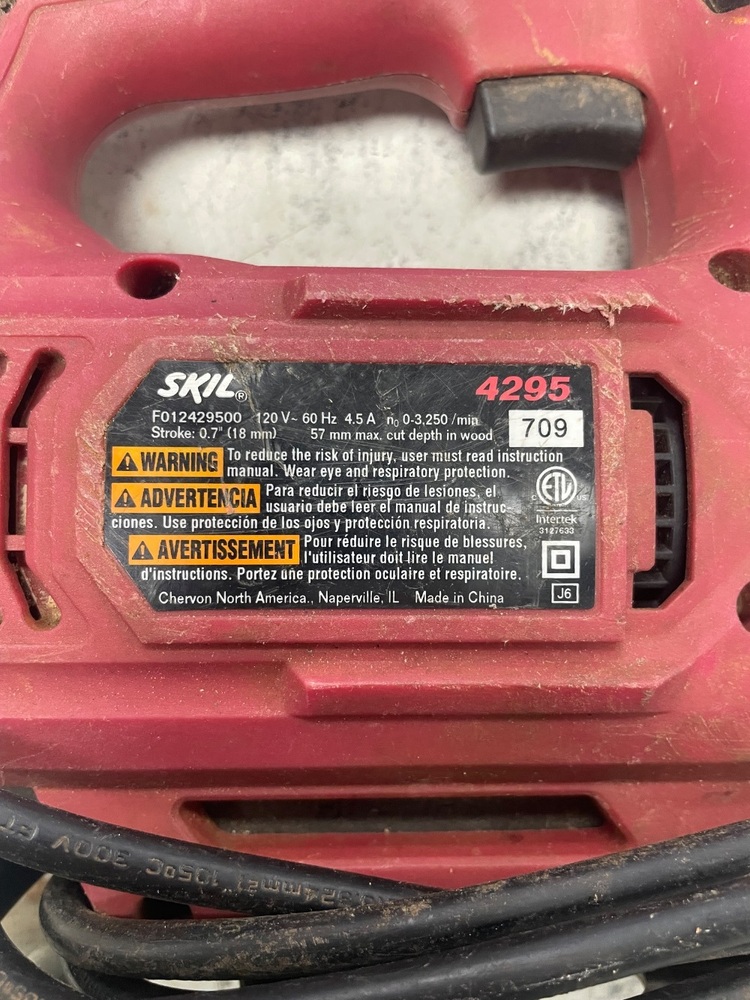 SKIL® 4295
F012429500 120 V~ 60 Hz 4.5 A n₀ 0-3,250 /min
Stroke: 0.7" (18 mm) 57 mm max. cut depth in wood
709
WARNING To reduce the risk of injury, user must read instruction
manual. Wear eye and respiratory protection.
ADVERTENCIA Para reducir el riesgo de lesiones, el
usuario debe leer el manual de instruc-
ciones. Use protección de los ojos y protección respiratoria.
AVERTISSEMENT Pour réduire le risque de blessures,
l'utilisateur doit lire le manuel
d'instructions. Portez une protection oculaire et respiratoire.
Chervon North America., Naperville, IL Made in China
C ETL US
Intertek
3127633
J6
300V
105ºC